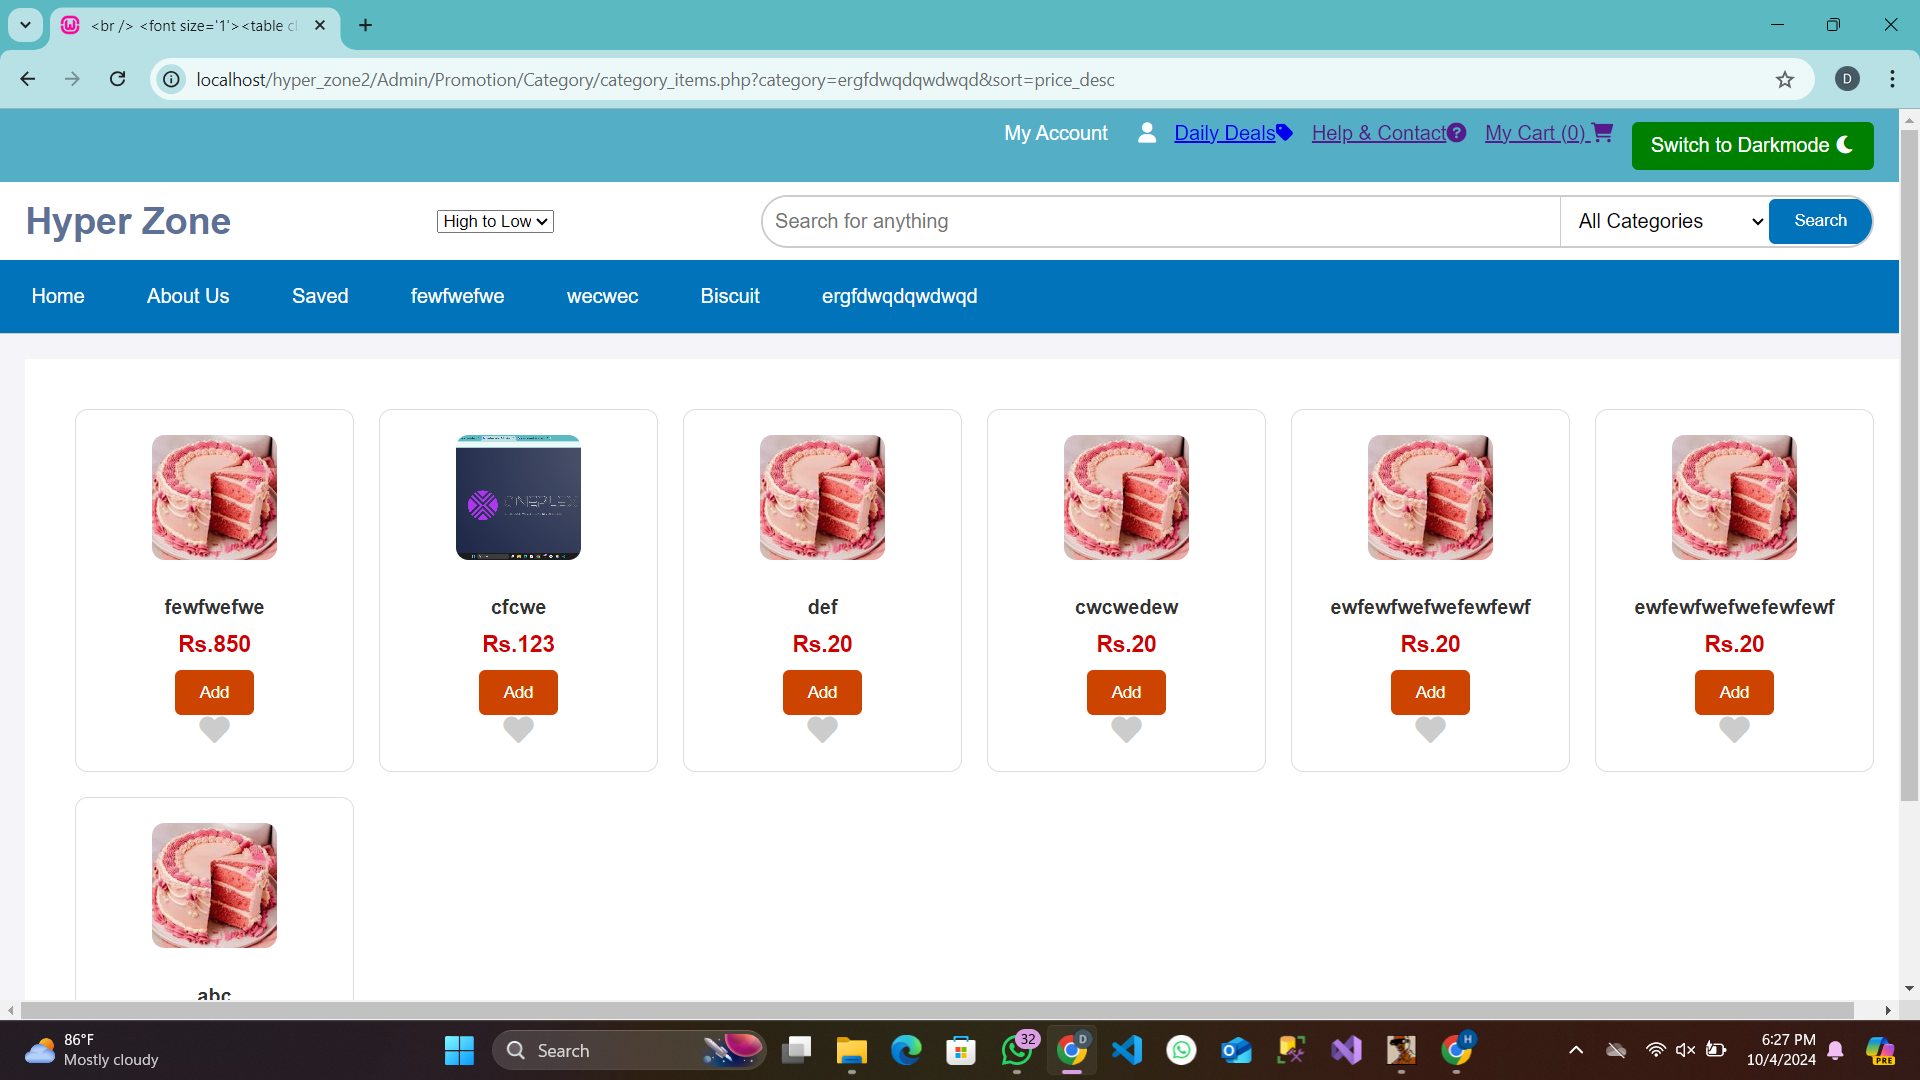 <br /> <font size='1'><table cl
localhost/hyper_zone2/Admin/Promotion/Category/category_items.php?category=ergfdwqdqwdwqd&sort=price_desc
D
My Account Daily Deals Help & Contact My Cart (0) Switch to Darkmode
Hyper Zone High to Low Search for anything All Categories Search
Home About Us Saved fewfwefwe wecwec Biscuit ergfdwqdqwdwqd
CINEPLEX
fewfwefwe cfcwe def cwcwedew ewfewfwefwefewfewf ewfewfwefwefewfewf
Rs.850 Rs.123 Rs.20 Rs.20 Rs.20 Rs.20
Add Add Add Add Add Add
abc
86°F
Mostly cloudy
Search
32
D
H
6:27 PM
10/4/2024
PRE